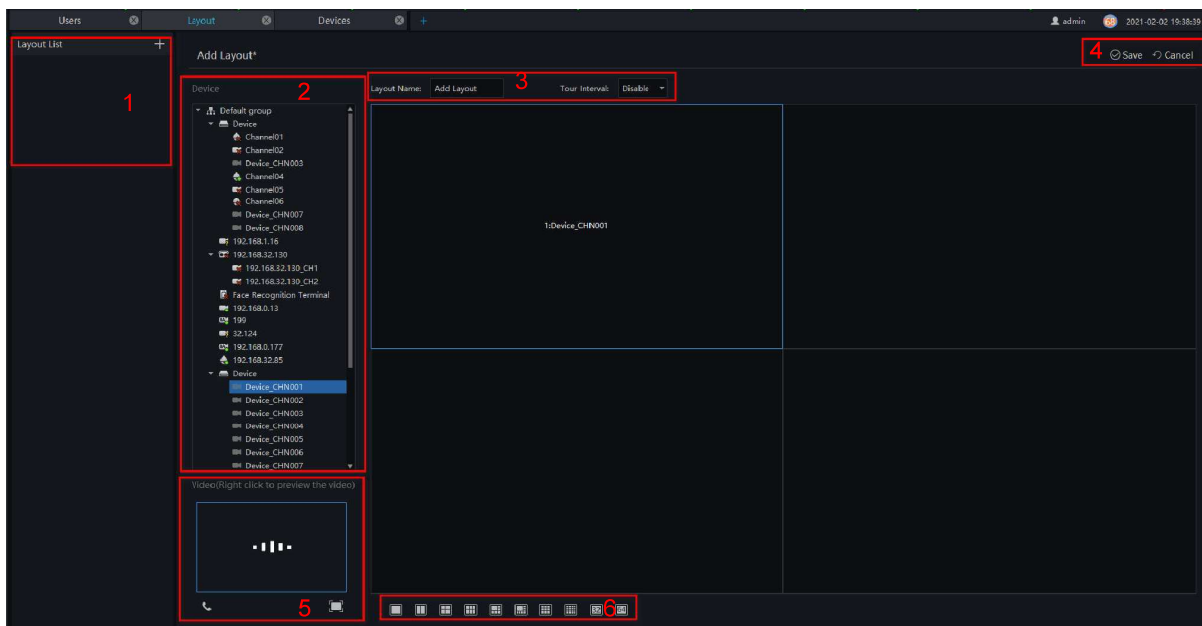 Users Layout Devices + admin 68 2021-02-02 19:38:39
Layout List +
1
Add Layout*
4 Save Cancel
Device 2
Layout Name: Add Layout 3 Tour Interval: Disable
Default group
Device
Channel01
Channel02
Device_CHN003
Channel04
Channel05
Channel06
Device_CHN007
Device_CHN008
192.168.1.16
192.168.32.130
192.168.32.130_CH1
192.168.32.130_CH2
Face Recognition Terminal
192.168.0.13
199
32.124
192.168.0.177
192.168.32.85
Device
Device_CHN001
Device_CHN002
Device_CHN003
Device_CHN004
Device_CHN005
Device_CHN006
Device_CHN007
1:Device_CHN001
Video(Right click to preview the video)
5
6